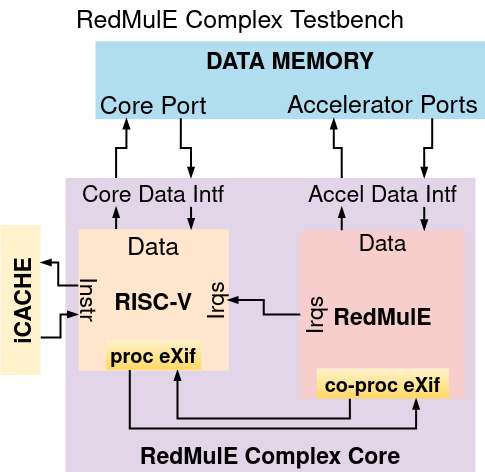 RedMulE Complex Testbench
DATA MEMORY
Core Port
Accelerator Ports
Core Data Intf
Accel Data Intf
Data
Data
iCACHE
Instr
RISC-V
Irqs
Irqs
RedMulE
proc eXif
co-proc eXif
RedMulE Complex Core